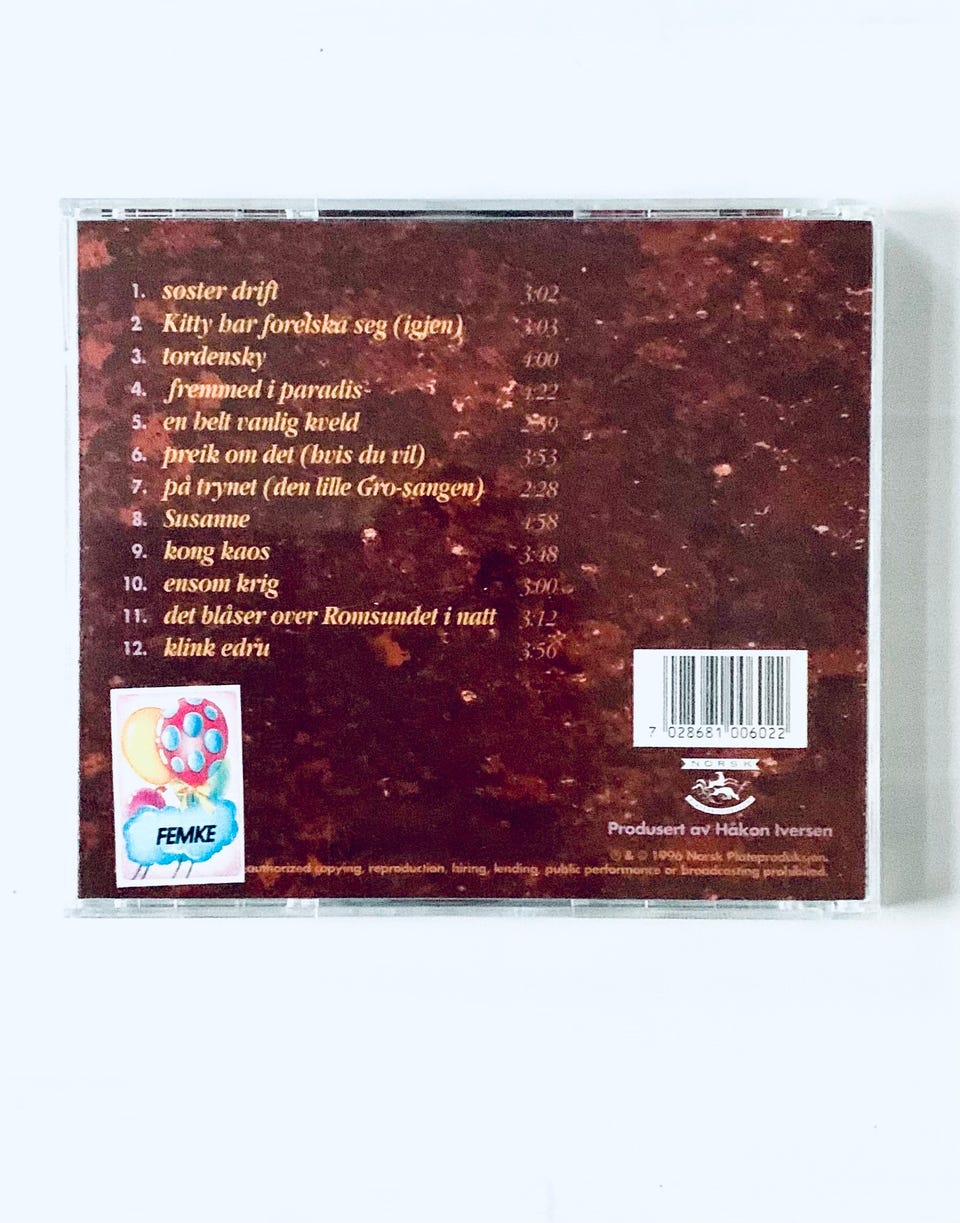 1. søster drift 3:02
2 Kitty har forelska seg (igjen) 3:03
3. tordensky 4:00
4. fremmed i paradis 4:22
5. en helt vanlig kveld 2:59
6. preik om det (hvis du vil) 3:53
7. på trynet (den lille Gro-sangen) 2:28
8. Susanne 4:58
9. kong kaos 3:48
10. ensom krig 3:00
11. det blåser over Romsundet i natt 3:12
12. klink edru 3:56
7 028681 006022
NORSK
Produsert av Håkon Iversen
℗ & © 1996 Norsk Plateproduksjon.
FEMKE
authorized copying, reproduction, hiring, lending, public performance or broadcasting prohibited.